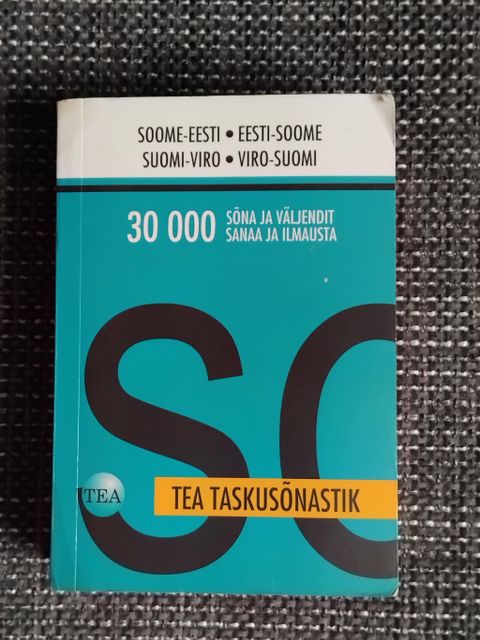 SOOME-EESTI • EESTI-SOOME
SUOMI-VIRO • VIRO-SUOMI
30 000 SÕNA JA VÄLJENDIT
SANAA JA ILMAUSTA
SO
TEA
TEA TASKUSÕNASTIK